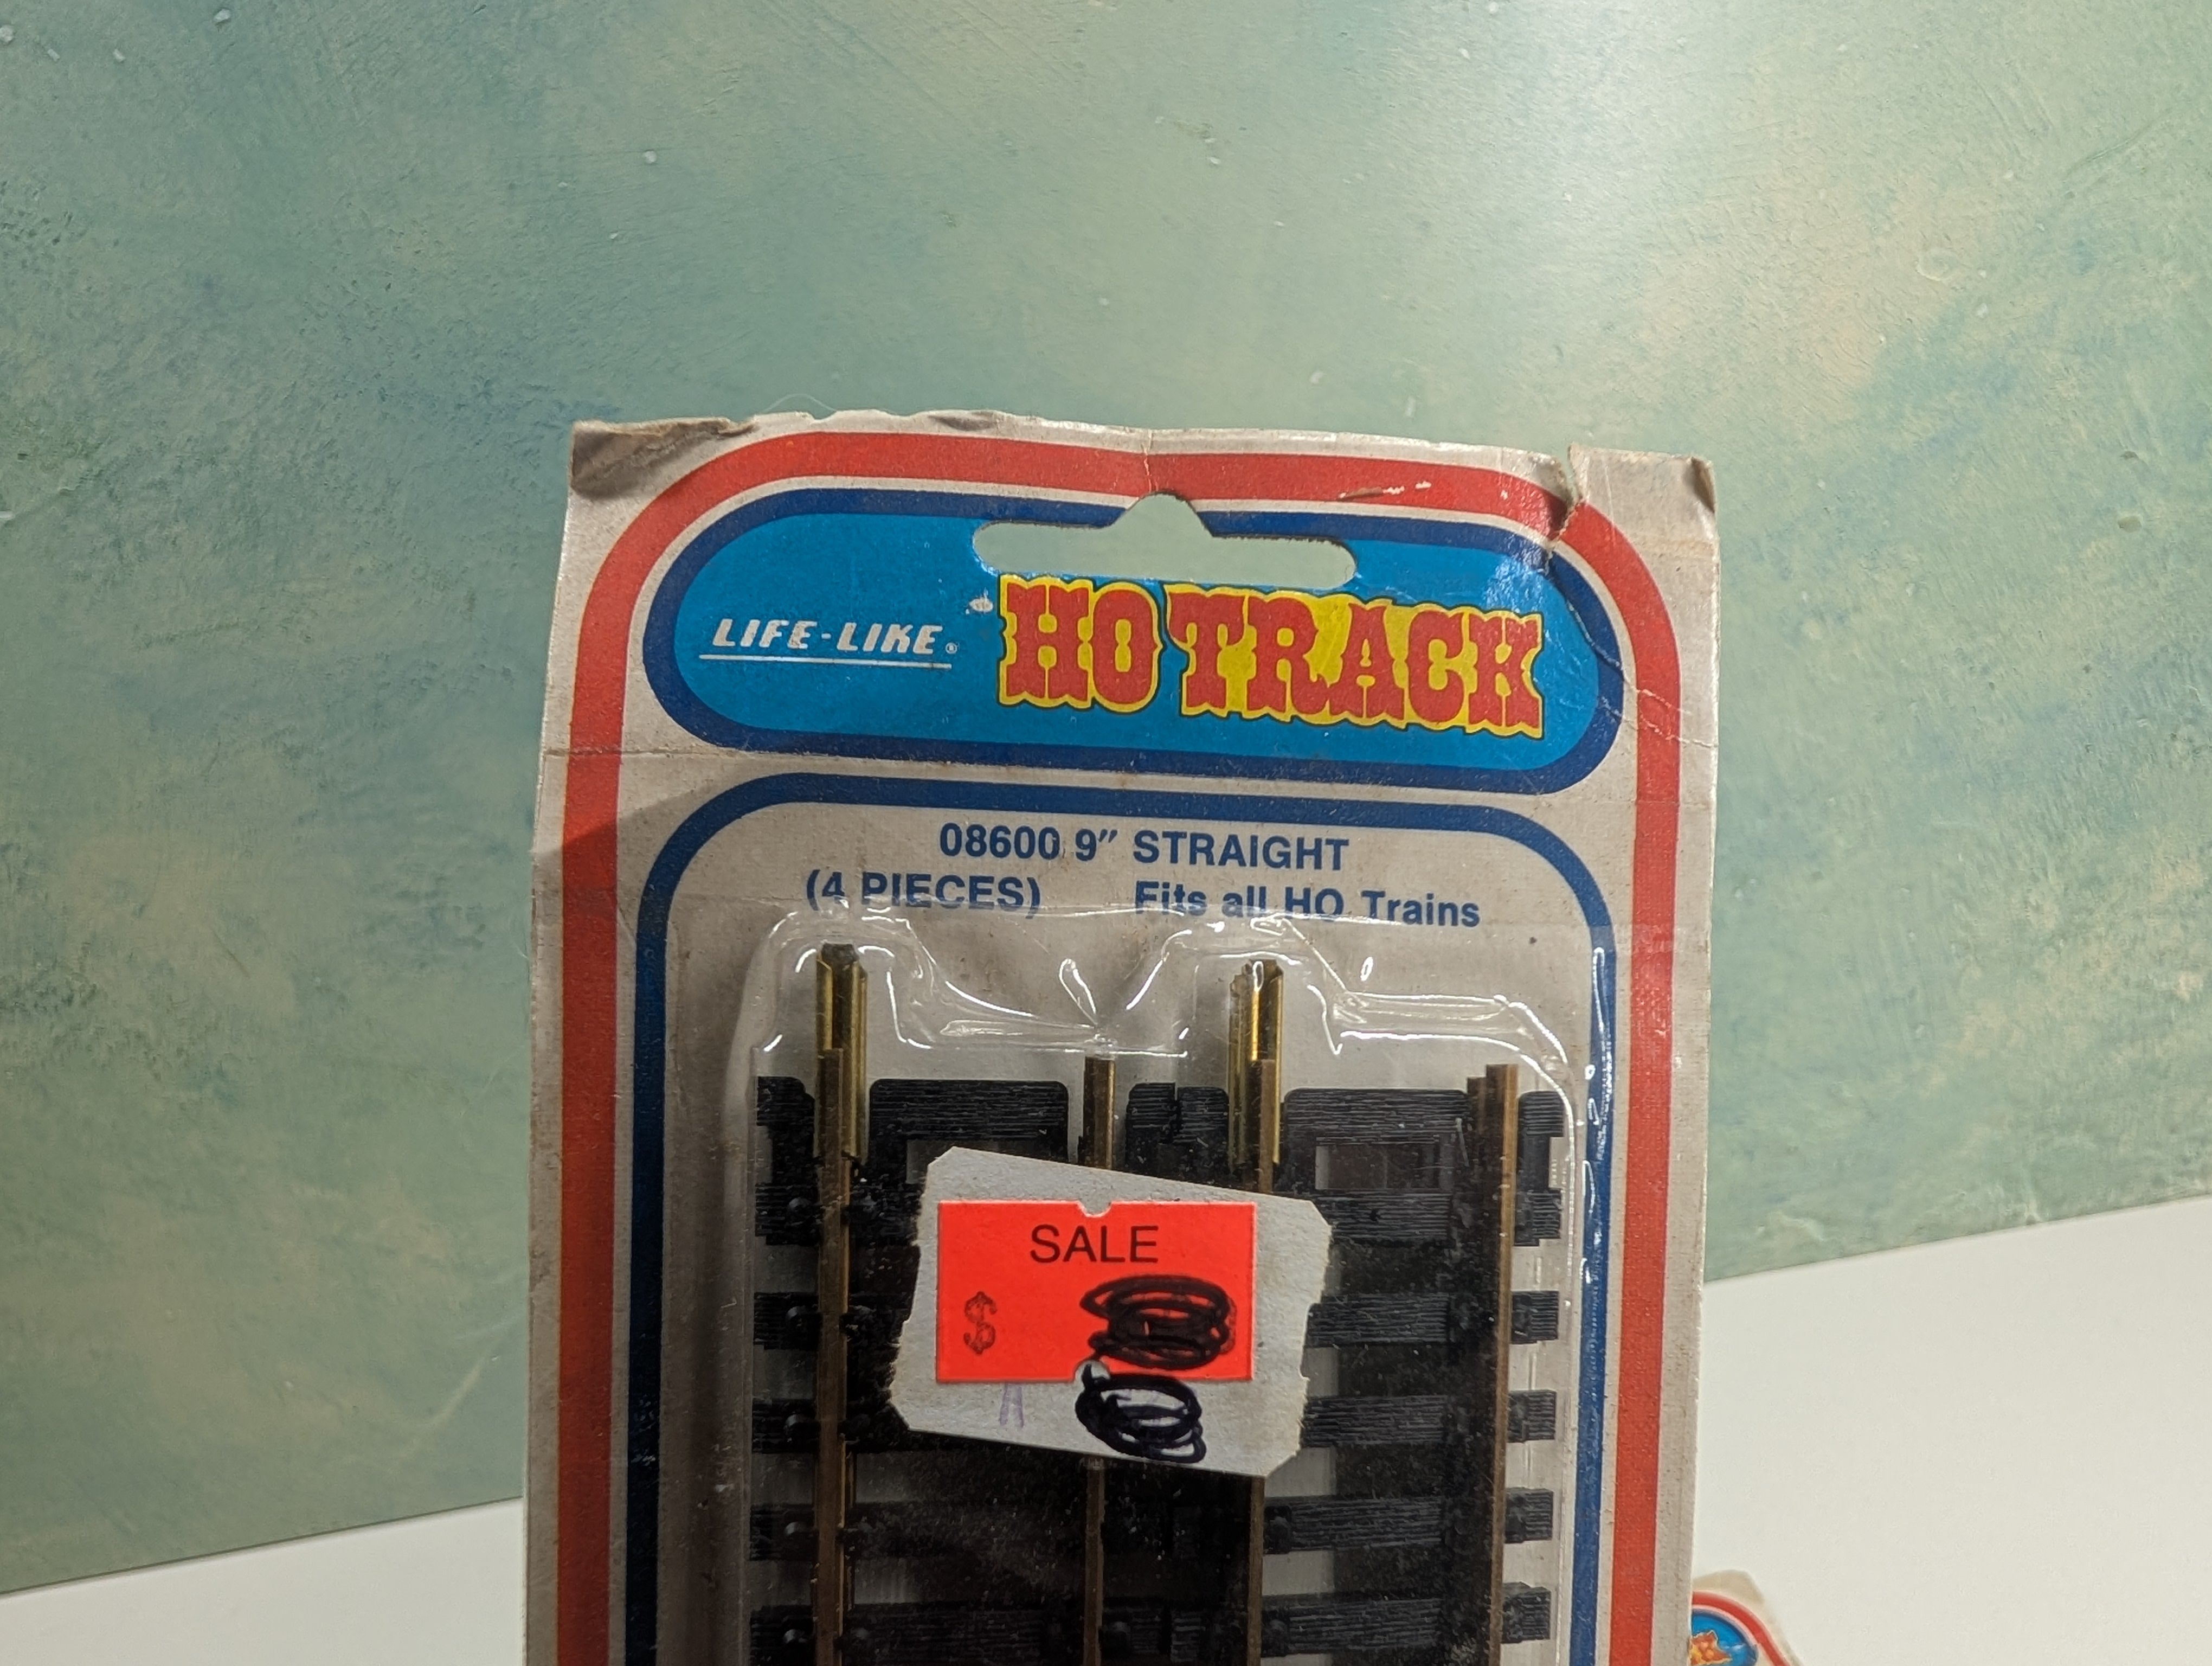 LIFE-LIKE®
HO TRACK
08600 9″ STRAIGHT
(4 PIECES) Fits all HO Trains
SALE
$